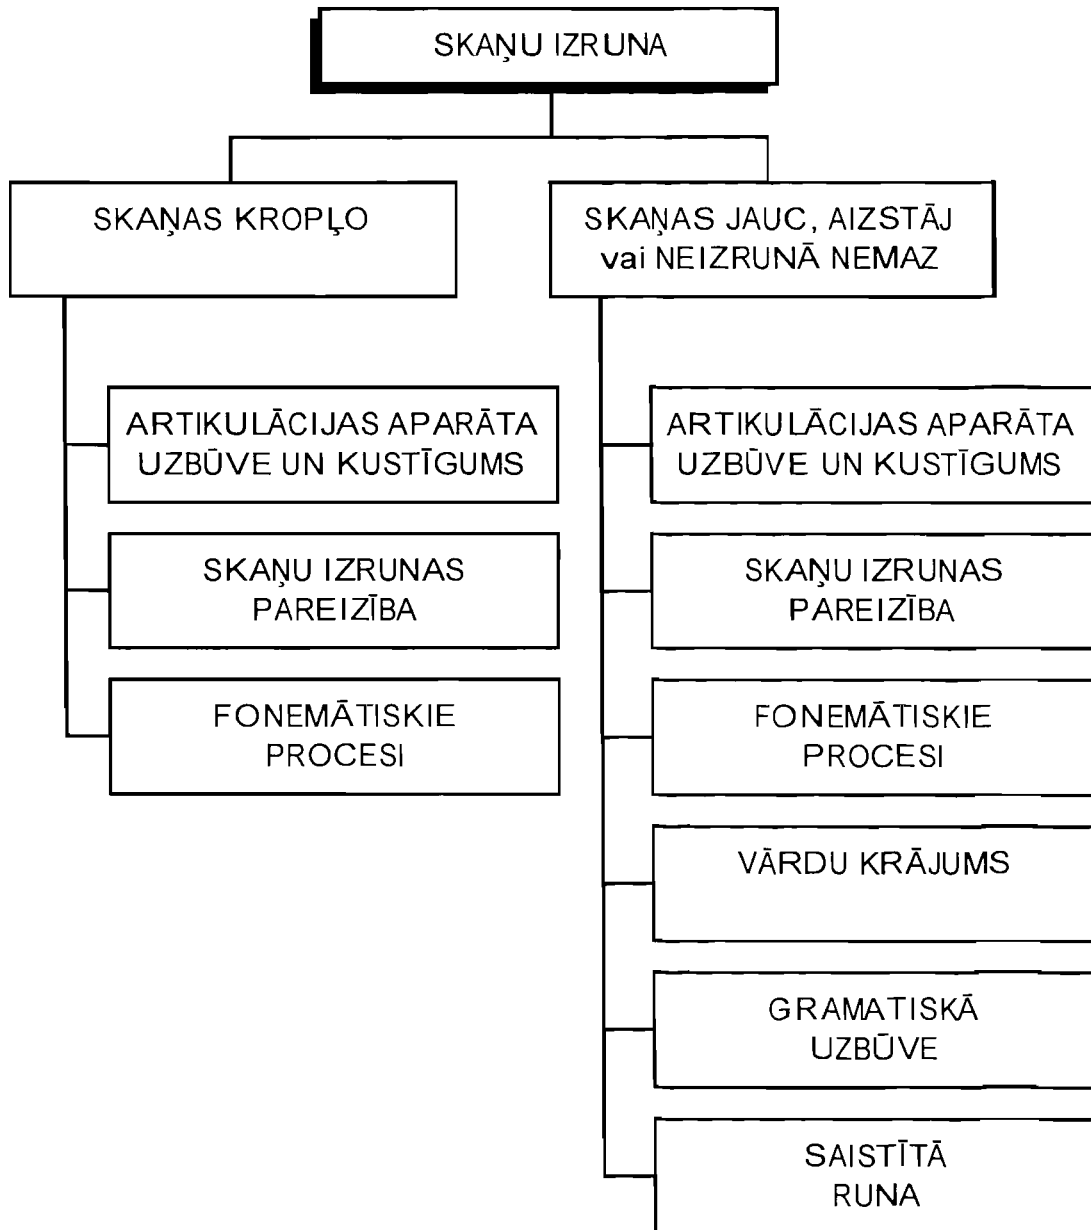 SKAŅU IZRUNA
SKAŅAS KROPĻO
SKAŅAS JAUC, AIZSTĀJ
vai NEIZRUNĀ NEMAZ
ARTIKULĀCIJAS APARĀTA
UZBŪVE UN KUSTĪGUMS
SKAŅU IZRUNAS
PAREIZĪBA
FONEMĀTISKIE
PROCESI
ARTIKULĀCIJAS APARĀTA
UZBŪVE UN KUSTĪGUMS
SKAŅU IZRUNAS
PAREIZĪBA
FONEMĀTISKIE
PROCESI
VĀRDU KRĀJUMS
GRAMATISKĀ
UZBŪVE
SAISTĪTĀ
RUNA